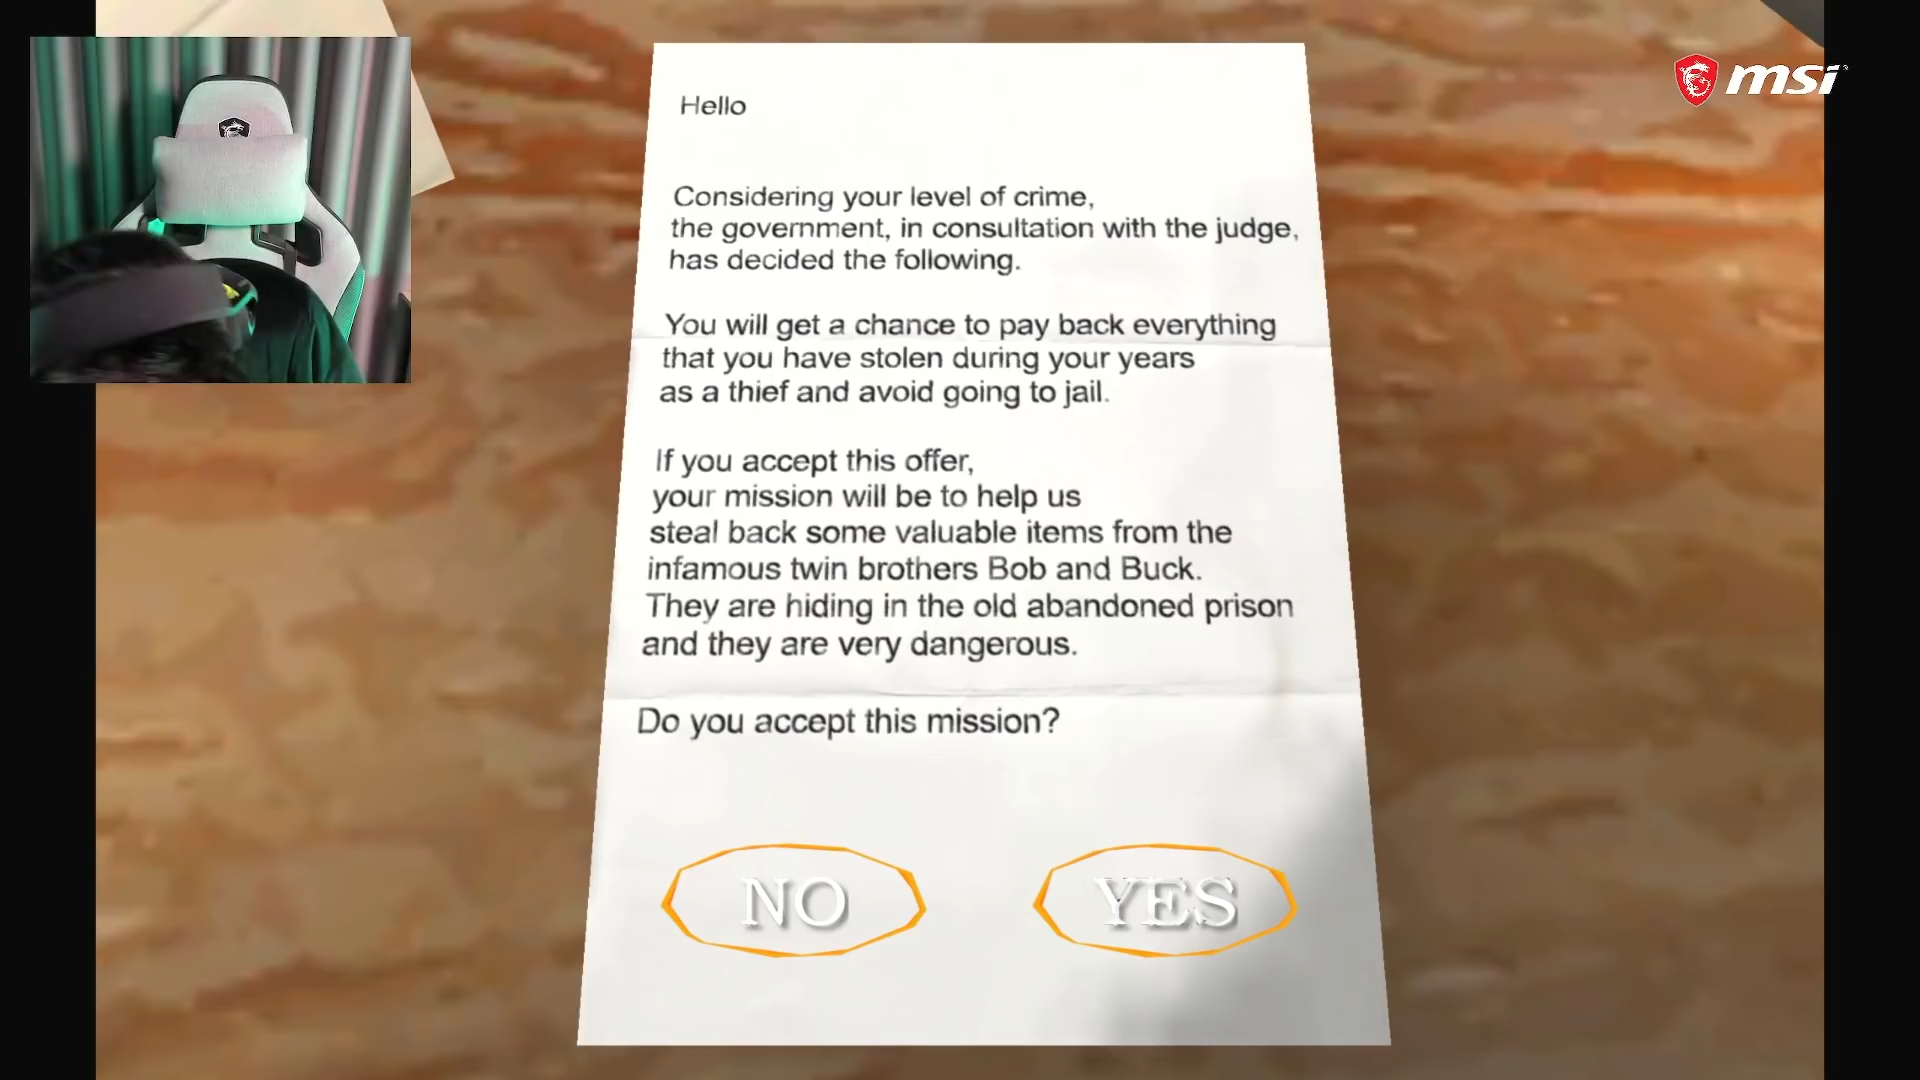 msi
Hello
Considering your level of crime,
the government, in consultation with the judge,
has decided the following.
You will get a chance to pay back everything
that you have stolen during your years
as a thief and avoid going to jail.
If you accept this offer,
your mission will be to help us
steal back some valuable items from the
infamous twin brothers Bob and Buck.
They are hiding in the old abandoned prison
and they are very dangerous.
Do you accept this mission?
NO
YES